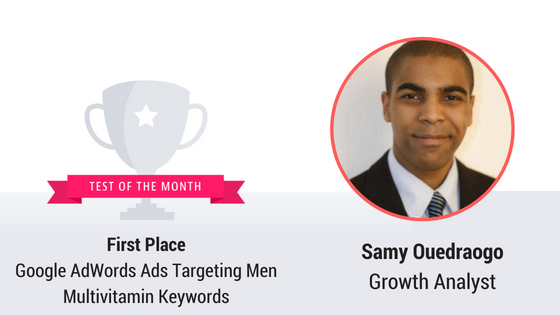 TEST OF THE MONTH
First Place
Google AdWords Ads Targeting Men
Multivitamin Keywords
Samy Ouedraogo
Growth Analyst